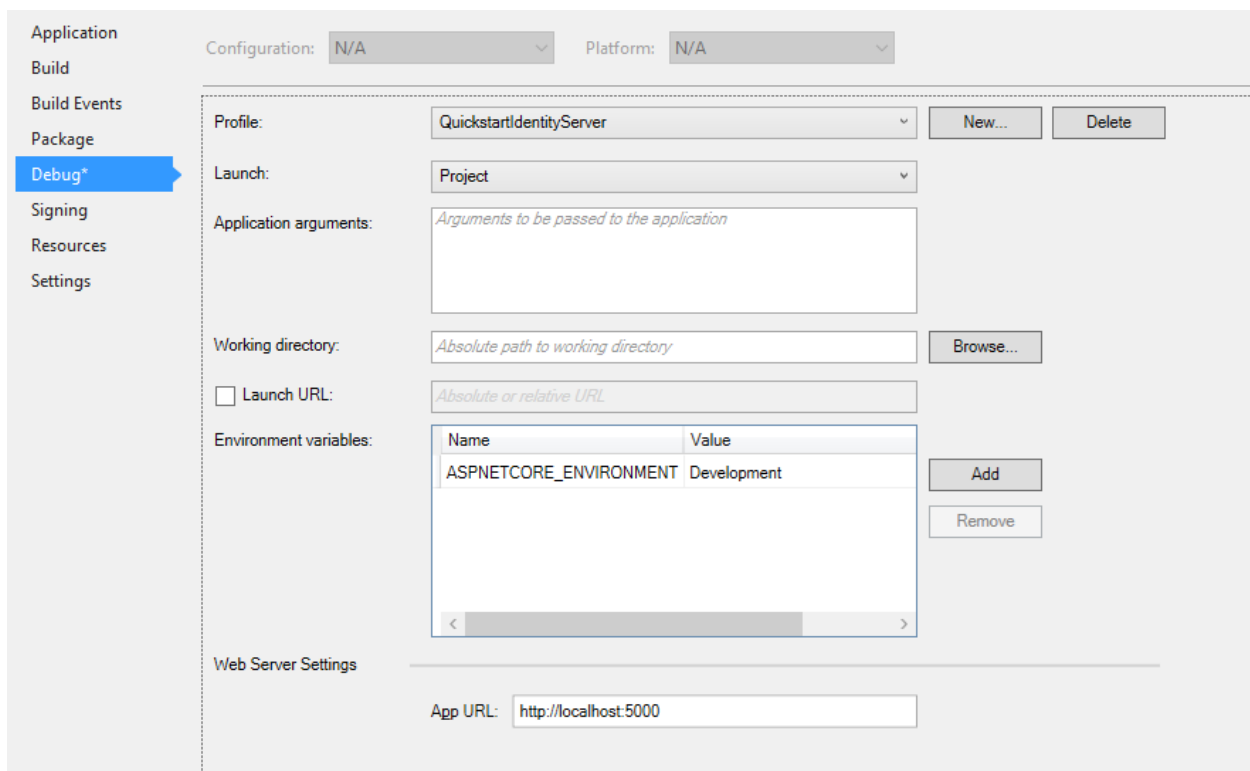 Application
Build
Build Events
Package
Debug*
Signing
Resources
Settings
Configuration: N/A Platform: N/A
Profile: QuickstartIdentityServer New... Delete
Launch: Project
Application arguments: Arguments to be passed to the application
Working directory: Absolute path to working directory Browse...
Launch URL: Absolute or relative URL
Environment variables: Name Value
ASPNETCORE_ENVIRONMENT Development Add
Remove
Web Server Settings
App URL: http://localhost:5000